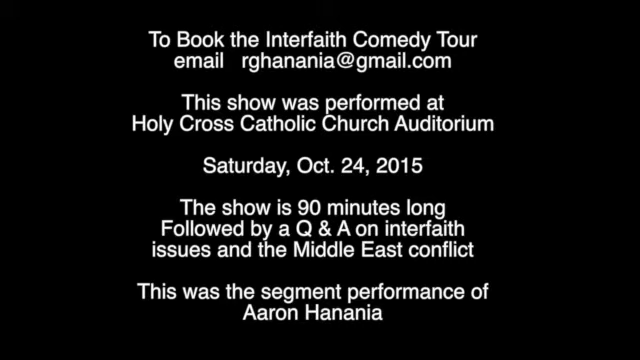 To Book the Interfaith Comedy Tour
email rghanania@gmail.com
This show was performed at
Holy Cross Catholic Church Auditorium
Saturday, Oct. 24, 2015
The show is 90 minutes long
Followed by a Q & A on interfaith
issues and the Middle East conflict
This was the segment performance of
Aaron Hanania